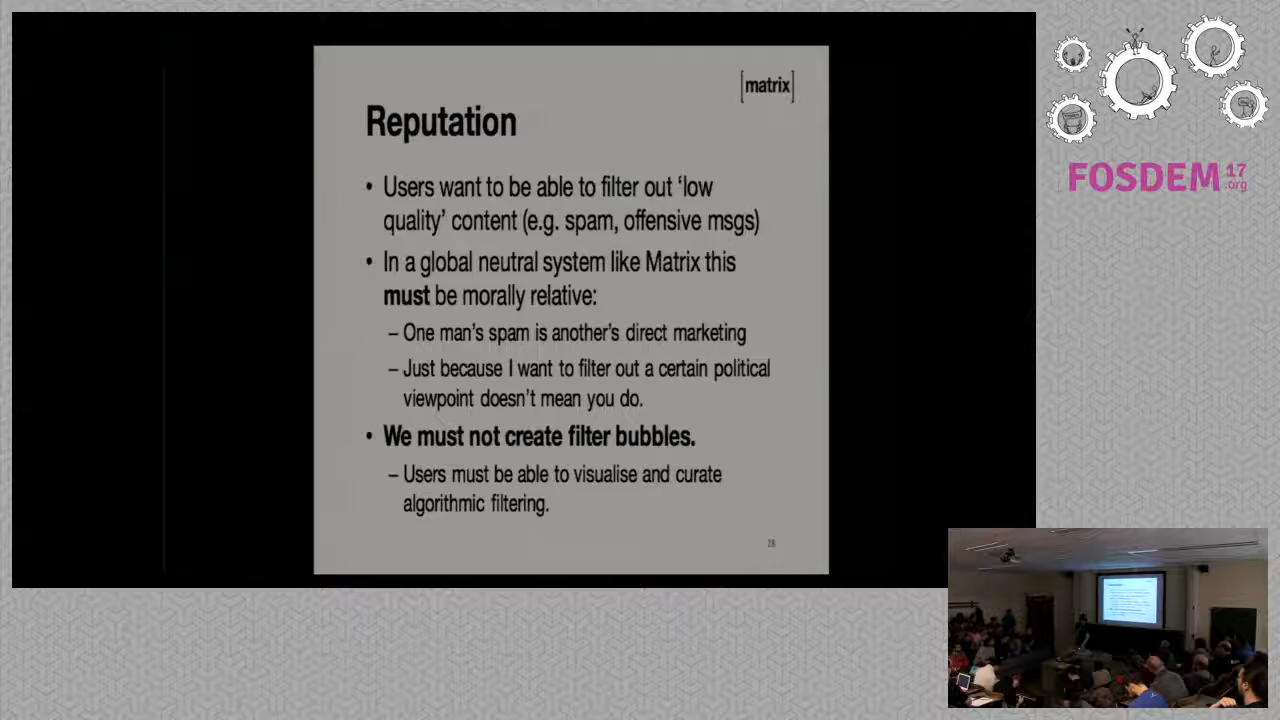 [matrix]
Reputation
• Users want to be able to filter out ‘low
quality’ content (e.g. spam, offensive msgs)
• In a global neutral system like Matrix this
must be morally relative:
– One man’s spam is another’s direct marketing
– Just because I want to filter out a certain political
viewpoint doesn’t mean you do.
• We must not create filter bubbles.
– Users must be able to visualise and curate
algorithmic filtering.
28
FOSDEM 17
.org